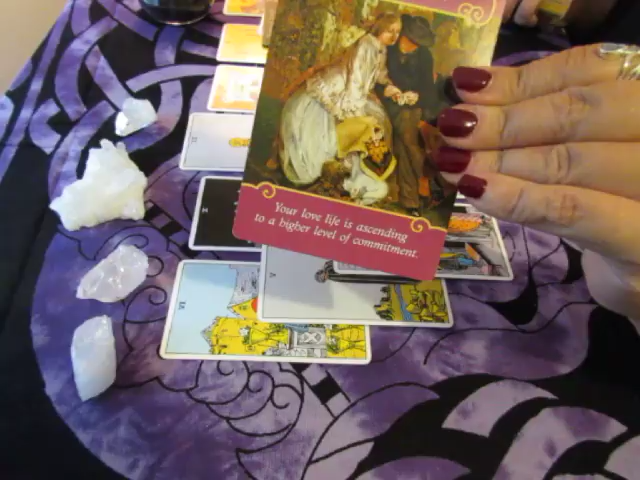 Your love life is ascending
to a higher level of commitment.